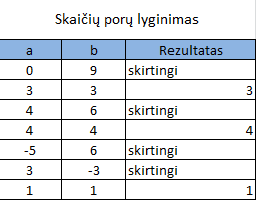 Skaičių porų lyginimas
a b Rezultatas
0 9 skirtingi
3 3 3
4 6 skirtingi
4 4 4
-5 6 skirtingi
3 -3 skirtingi
1 1 1